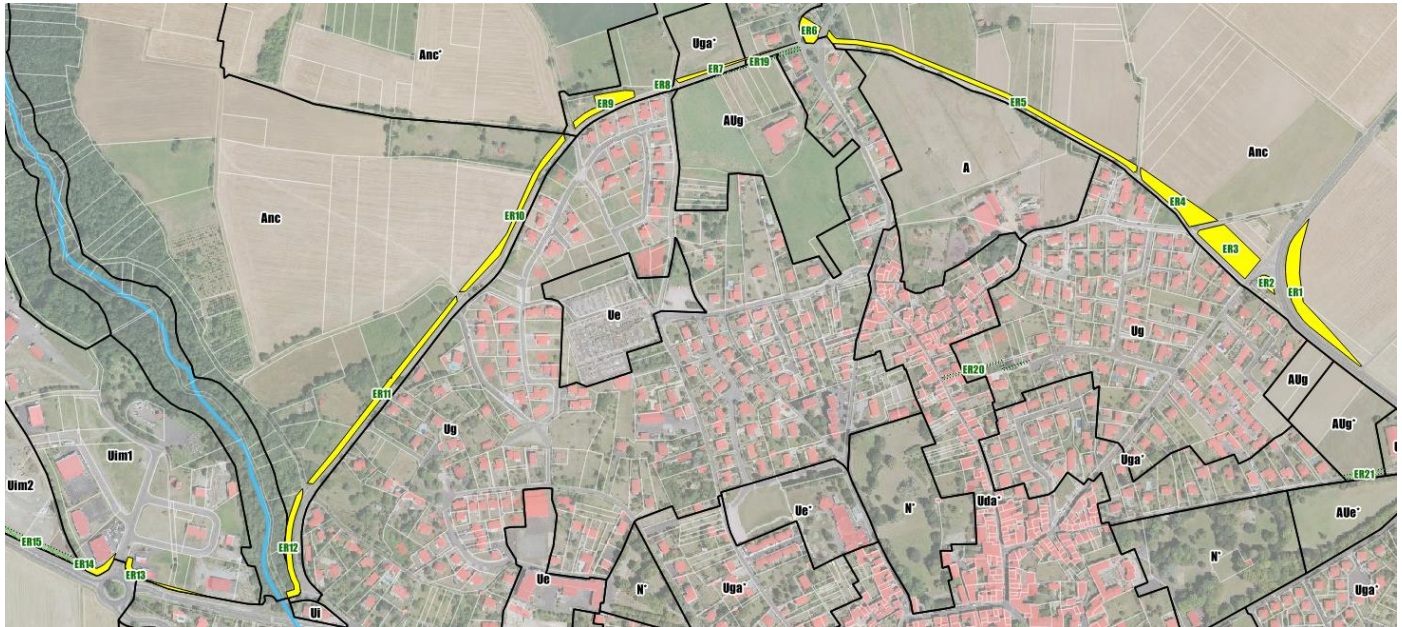 Uga*
ER6
Anc*
ER19
ER7
ER8
ER9
ER5
AUg
Anc
A
ER4
Anc
ER10
ER3
ER2
ER1
Ue
Ug
ER20
AUg
ER11
AUg*
Ug
Uim1
Uga*
ER21
Uim2
Uda*
Ue*
N*
AUe*
ER15
ER12
N*
ER14
ER13
Ue
N*
Uga*
Uga*
Ui